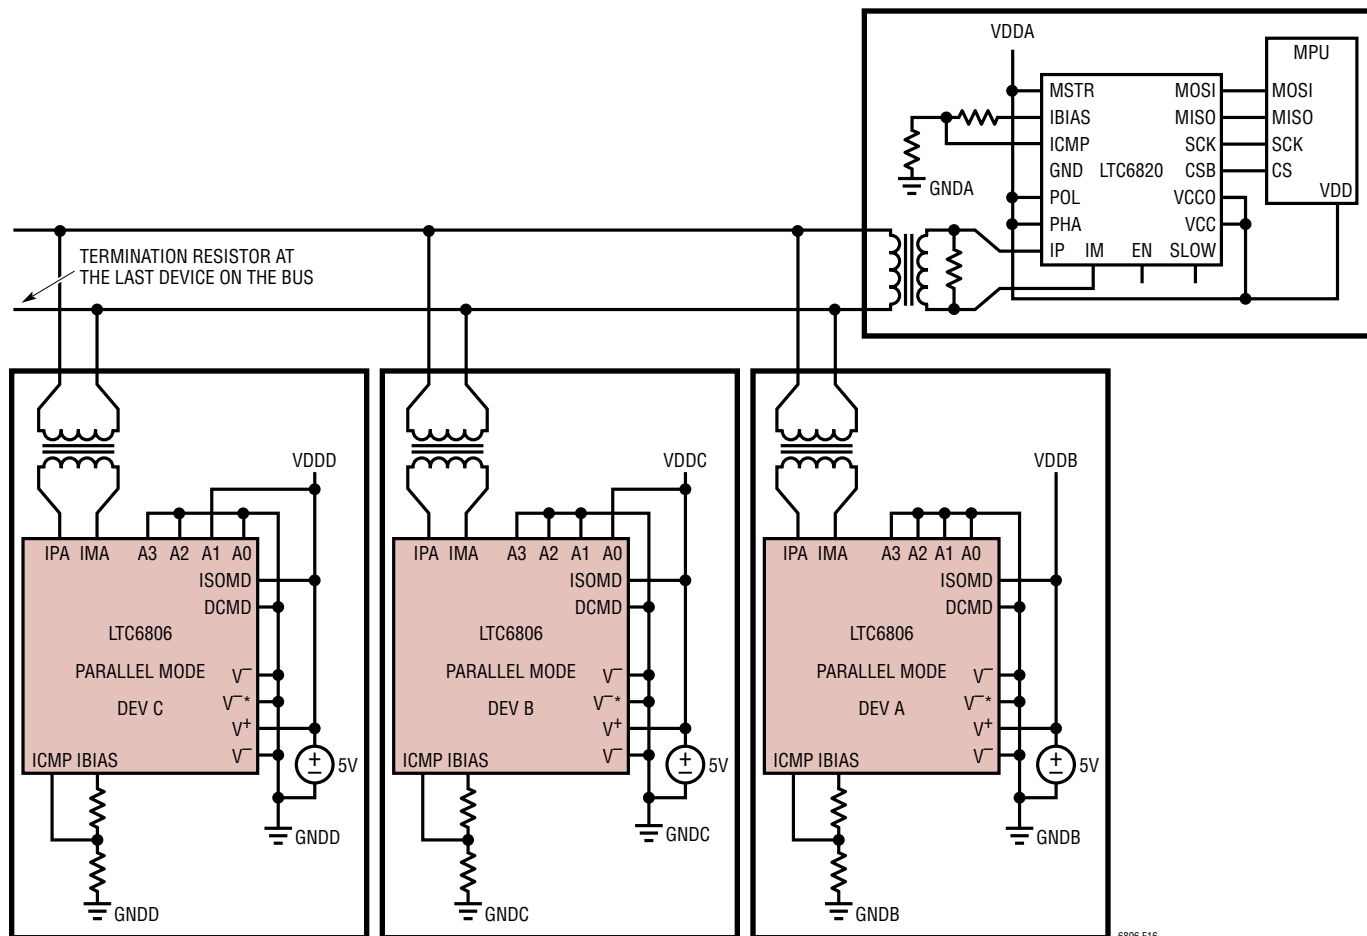 VDDA
MPU
MSTR
MOSI
MOSI
IBIAS
MISO
MISO
ICMP
SCK
SCK
GND
LTC6820
CSB
CS
GNDA
POL
VCCO
VDD
PHA
VCC
IP
IM
EN
SLOW
TERMINATION RESISTOR AT
THE LAST DEVICE ON THE BUS
VDDD
IPA IMA A3 A2 A1 A0
ISOMD
DCMD
LTC6806
PARALLEL MODE
V–
DEV C
V–*
V+
ICMP IBIAS
V–
+
–
5V
GNDD
GNDD
VDDC
IPA IMA A3 A2 A1 A0
ISOMD
DCMD
LTC6806
PARALLEL MODE
V–
DEV B
V–*
V+
ICMP IBIAS
V–
+
–
5V
GNDC
GNDC
VDDB
IPA IMA A3 A2 A1 A0
ISOMD
DCMD
LTC6806
PARALLEL MODE
V–
DEV A
V–*
V+
ICMP IBIAS
V–
+
–
5V
GNDB
GNDB